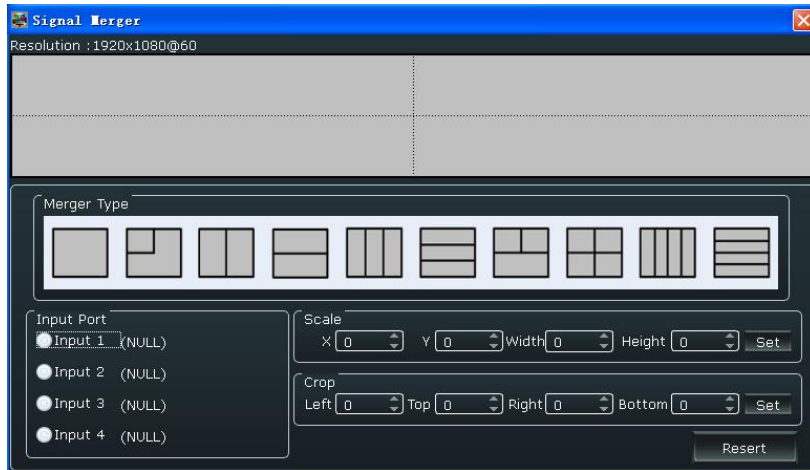 Signal Merger
Resolution :1920x1080@60
Merger Type
Input Port
Input 1 (NULL)
Input 2 (NULL)
Input 3 (NULL)
Input 4 (NULL)
Scale
X 0 Y 0 Width 0 Height 0 Set
Crop
Left 0 Top 0 Right 0 Bottom 0 Set
Resert